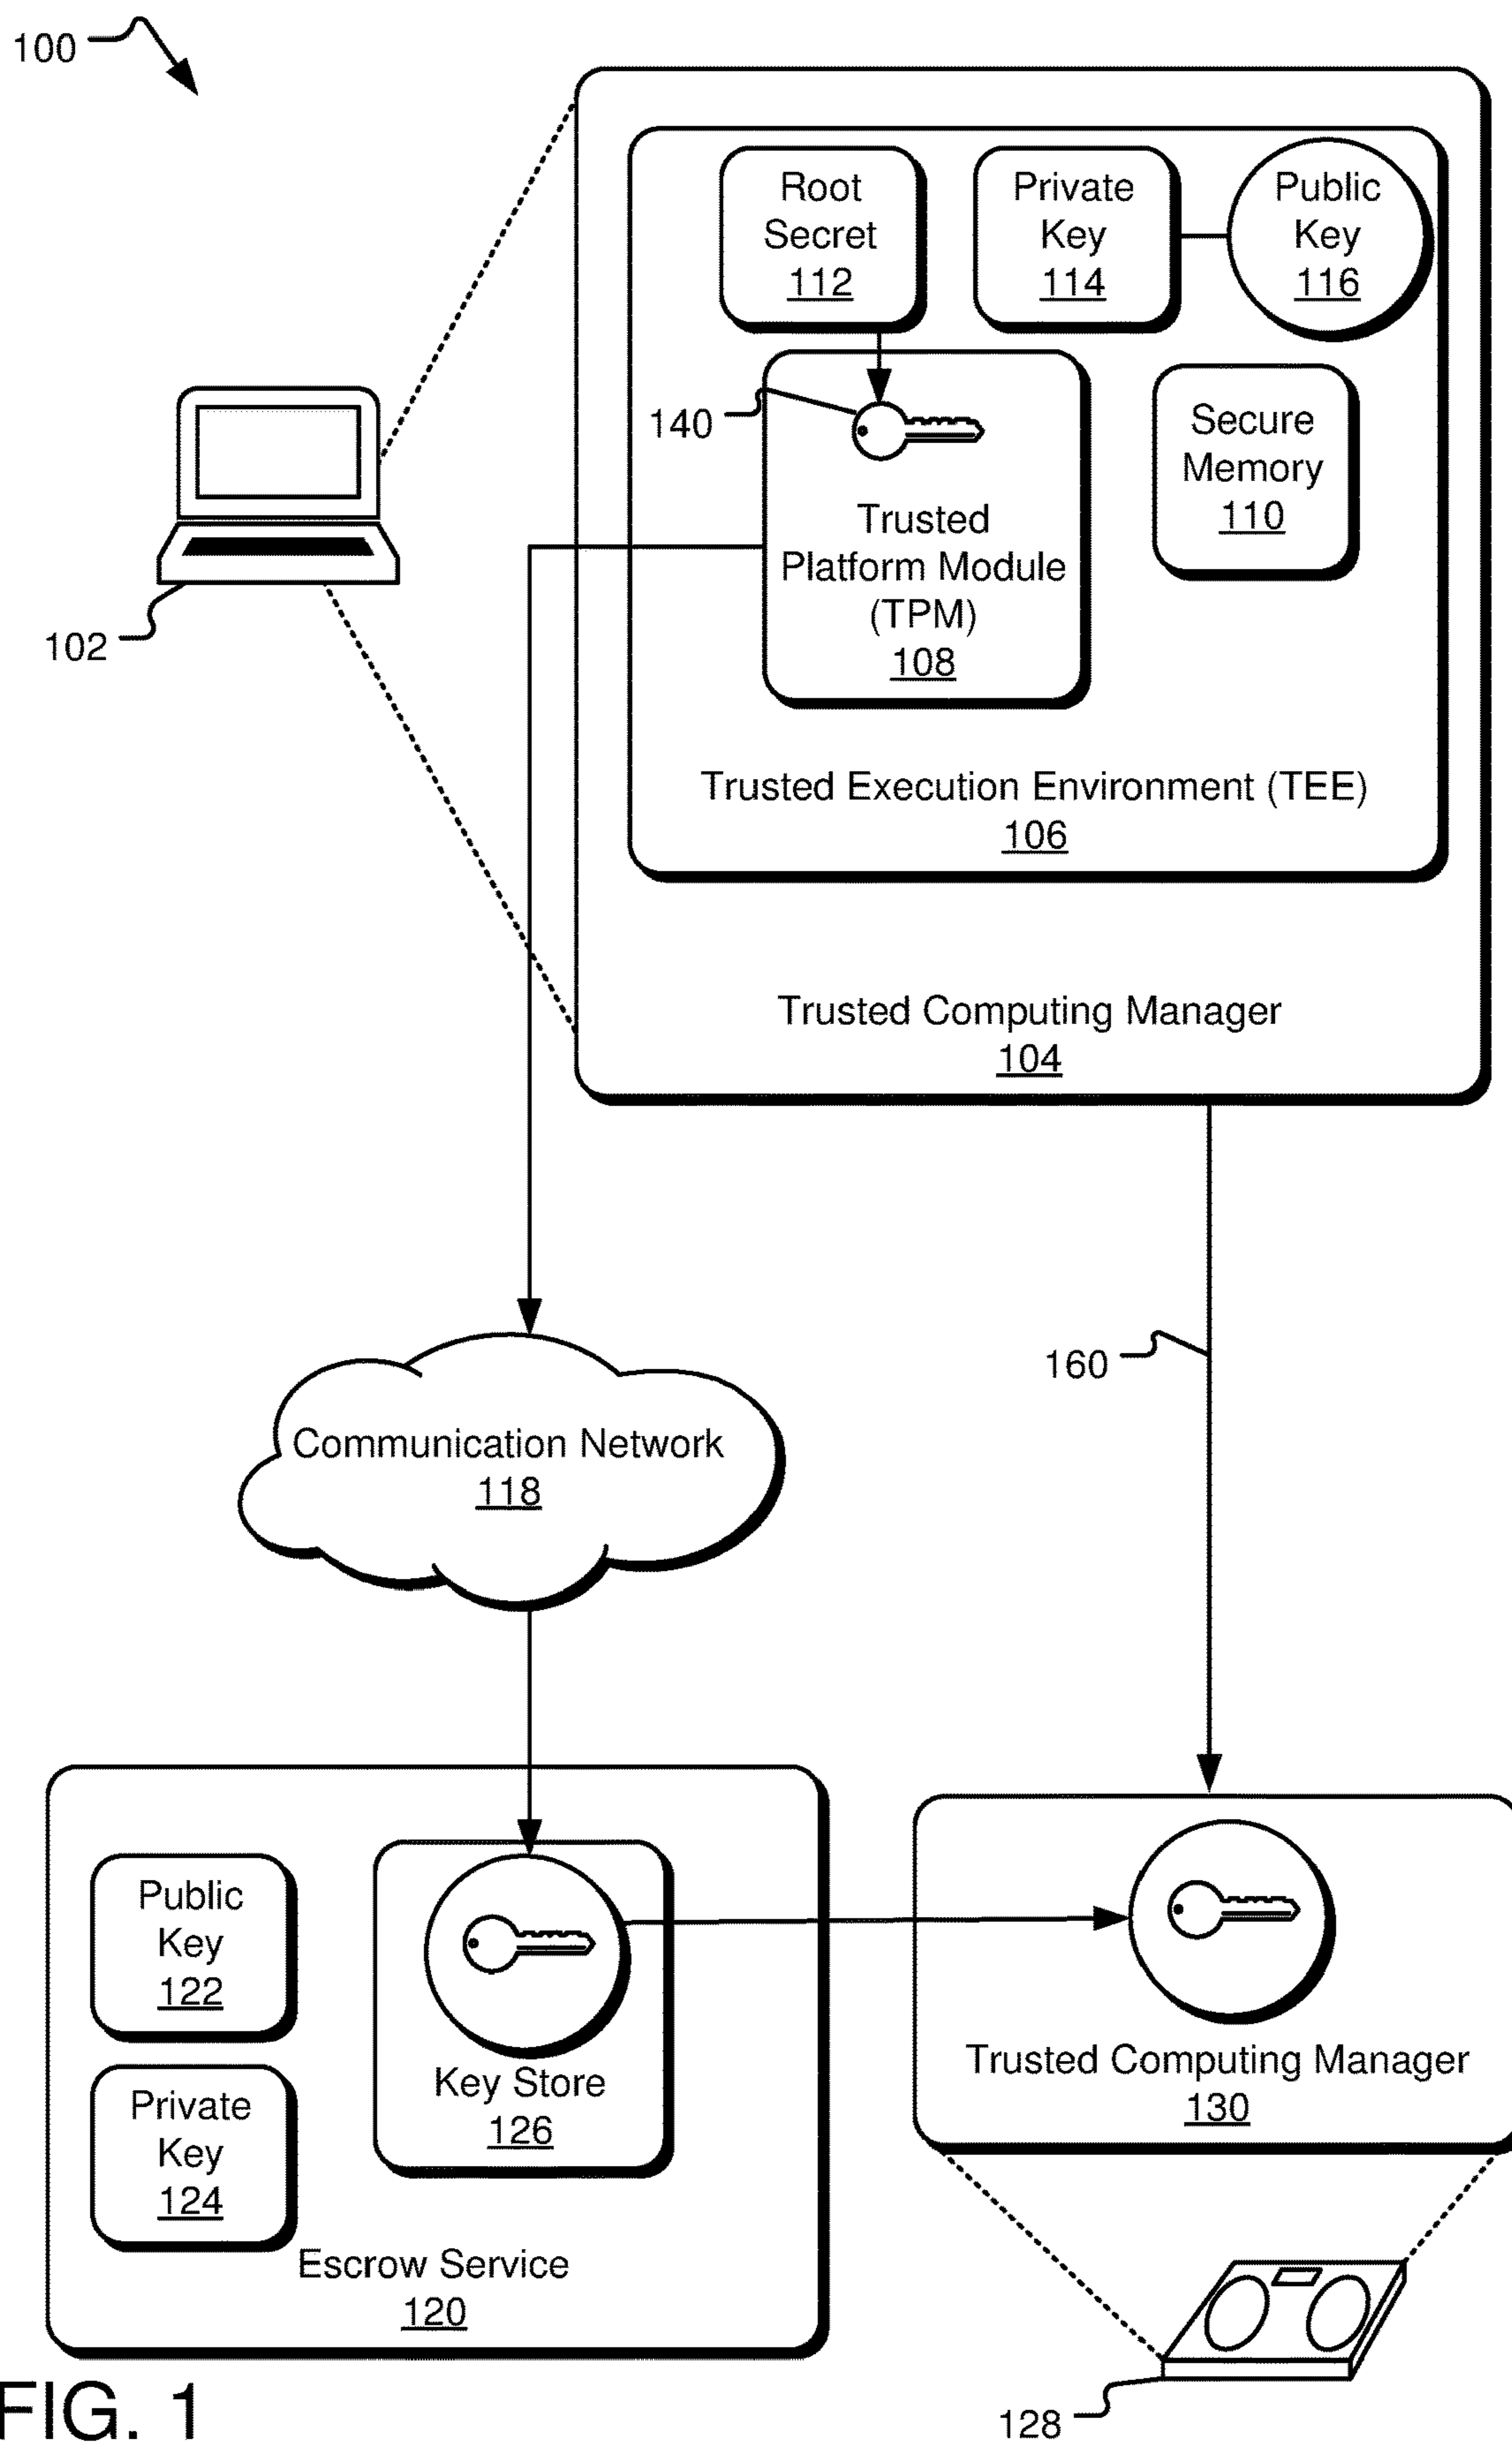 100
Root
Secret
112
Private
Key
114
Public
Key
116
140
Secure
Memory
110
Trusted
Platform Module
(TPM)
108
102
Trusted Execution Environment (TEE)
106
Trusted Computing Manager
104
160
Communication Network
118
Public
Key
122
Private
Key
124
Key Store
126
Escrow Service
120
Trusted Computing Manager
130
128
FIG. 1